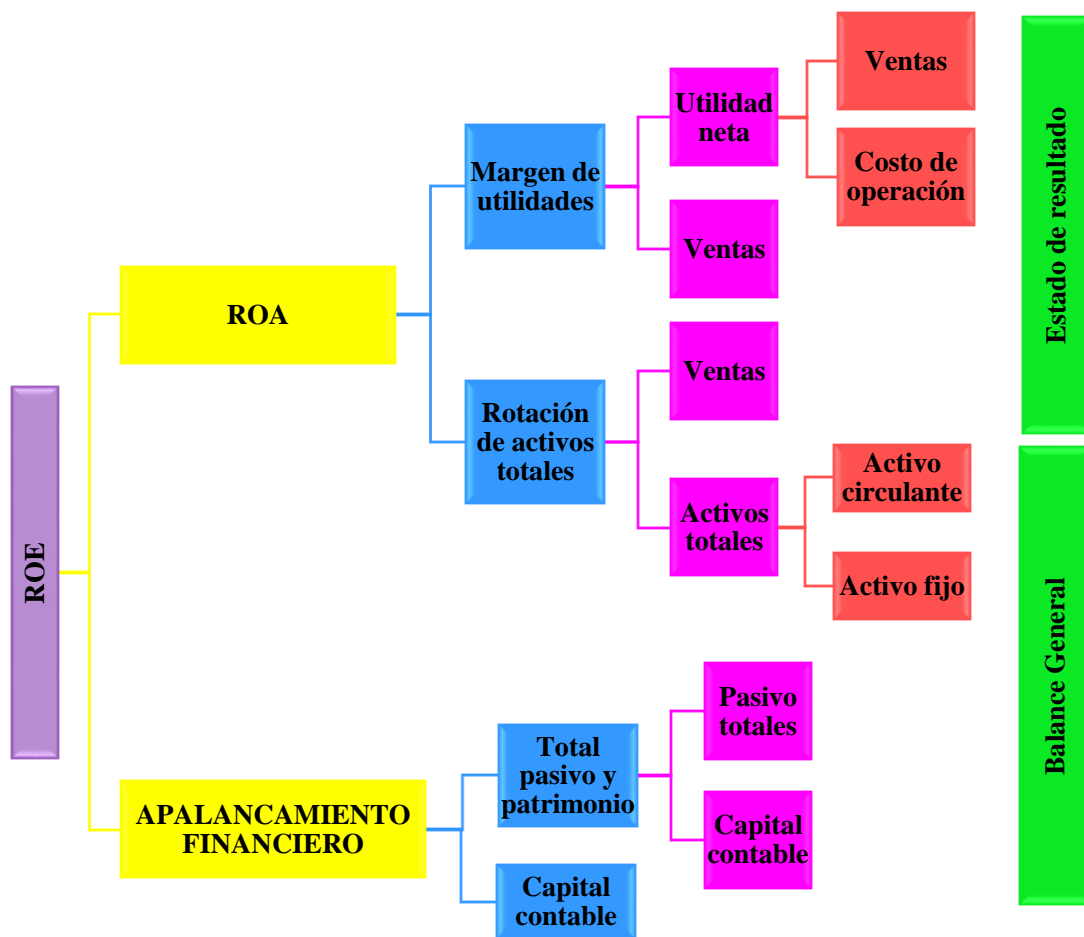 ROE
ROA
APALANCAMIENTO
FINANCIERO
Margen de
utilidades
Rotación
de activos
totales
Total
pasivo y
patrimonio
Capital
contable
Utilidad
neta
Ventas
Ventas
Activos
totales
Pasivo
totales
Capital
contable
Ventas
Costo de
operación
Activo
circulante
Activo fijo
Estado de resultado
Balance General